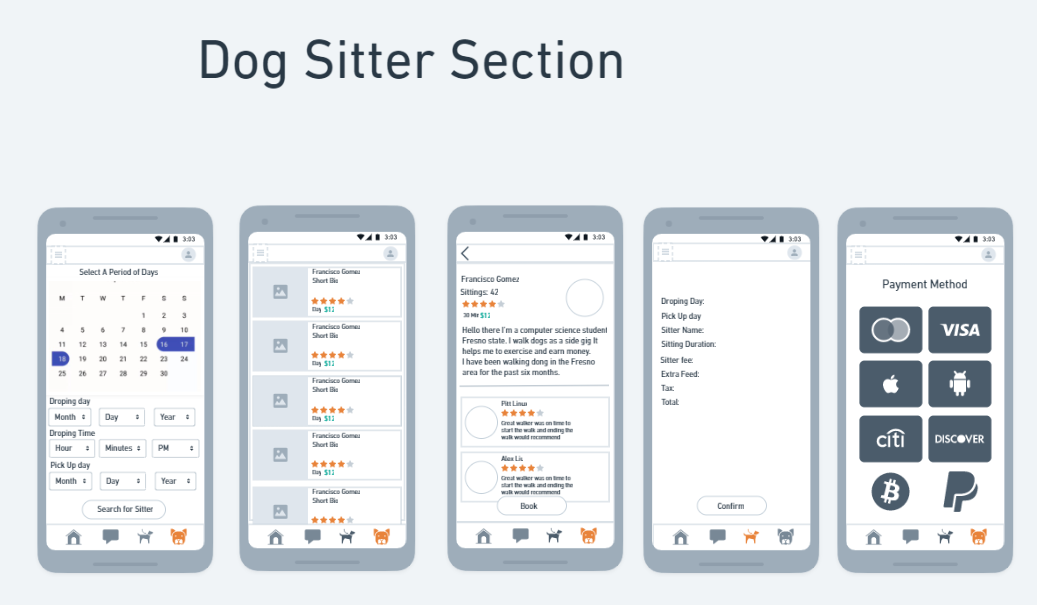 Dog Sitter Section
3:03
Select A Period of Days
M T W T F S S
1 2 3
4 5 6 7 8 9 10
11 12 13 14 15 16 17
18 19 20 21 22 23 24
25 26 27 28 29 30
Droping day
Month Day Year
Droping Time
Hour Minutes PM
Pick Up day
Month Day Year
Search for Sitter
3:03
Francisco Gomez
Short Bio
Day $12
Francisco Gomez
Short Bio
Day $12
Francisco Gomez
Short Bio
Day $12
Francisco Gomez
Short Bio
Day $12
Francisco Gomez
Short Bio
3:03
Francisco Gomez
Sittings: 42
30 Min $12
Hello there I'm a computer science student
Fresno state. I walk dogs as a side gig It
helps me to exercise and earn money.
I have been walking dong in the Fresno
area for the past six months.
Pitt Linux
Great walker was on time to
start the walk and ending the
walk would recommend
Alex
Great walker was on time to
start the walk and ending the
walk would recommend
Book
3:03
Droping Day:
Pick Up day
Sitter Name:
Sitting Duration:
Sitter fee:
Extra Feed:
Tax:
Total:
Confirm
3:03
Payment Method
VISA
citi
DISCOVER